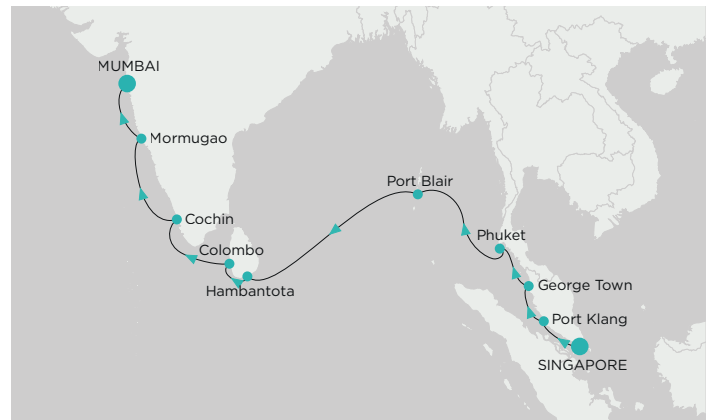 MUMBAI
Mormugao
Port Blair
Cochin
Phuket
Colombo
George Town
Hambantota
Port Klang
SINGAPORE